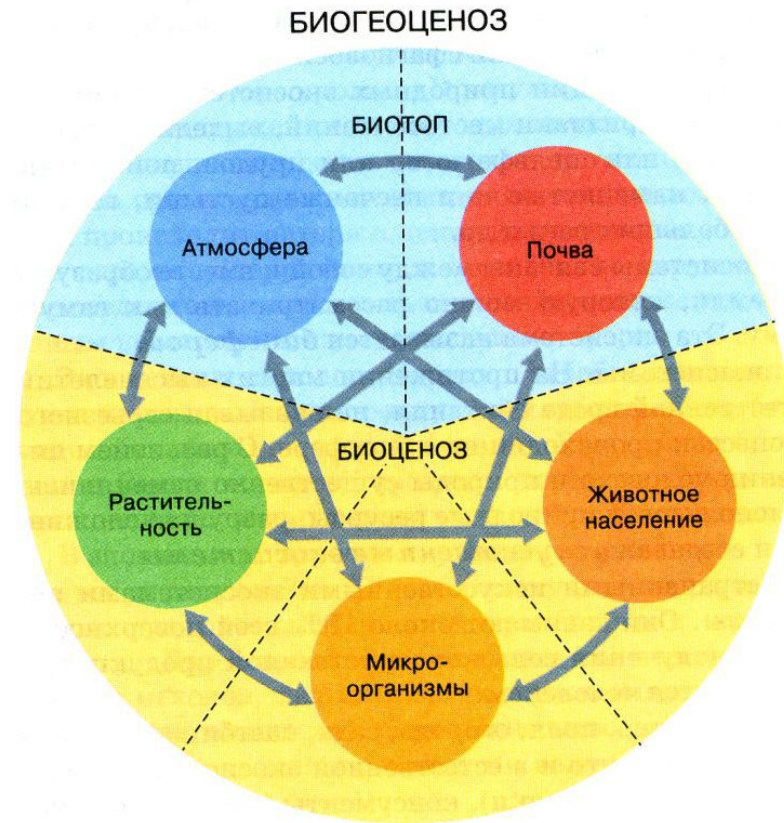 БИОГЕОЦЕНОЗ
БИОТОП
Атмосфера
Почва
БИОЦЕНОЗ
Раститель-
ность
Животное
население
Микро-
организмы